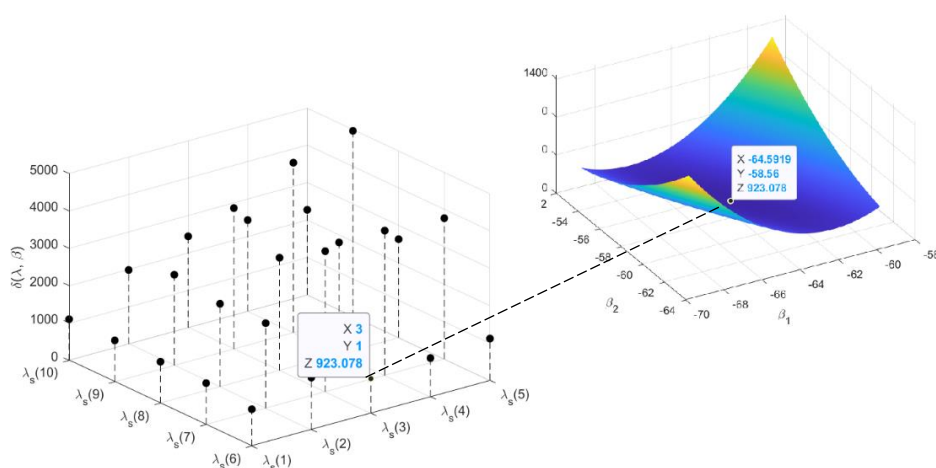 5000
4000
3000
2000
1000
0
δ(λ, β)
λs(10)
λs(9)
λs(8)
λs(7)
λs(6)
λs(1)
λs(2)
λs(3)
λs(4)
λs(5)
X 3
Y 1
Z 923.078
1400
0
0
0
2
-54
-56
-58
-60
-62
-64
β2
-70
-68
-66
-64
-62
-60
-58
β1
X -64.5919
Y -58.56
Z 923.078